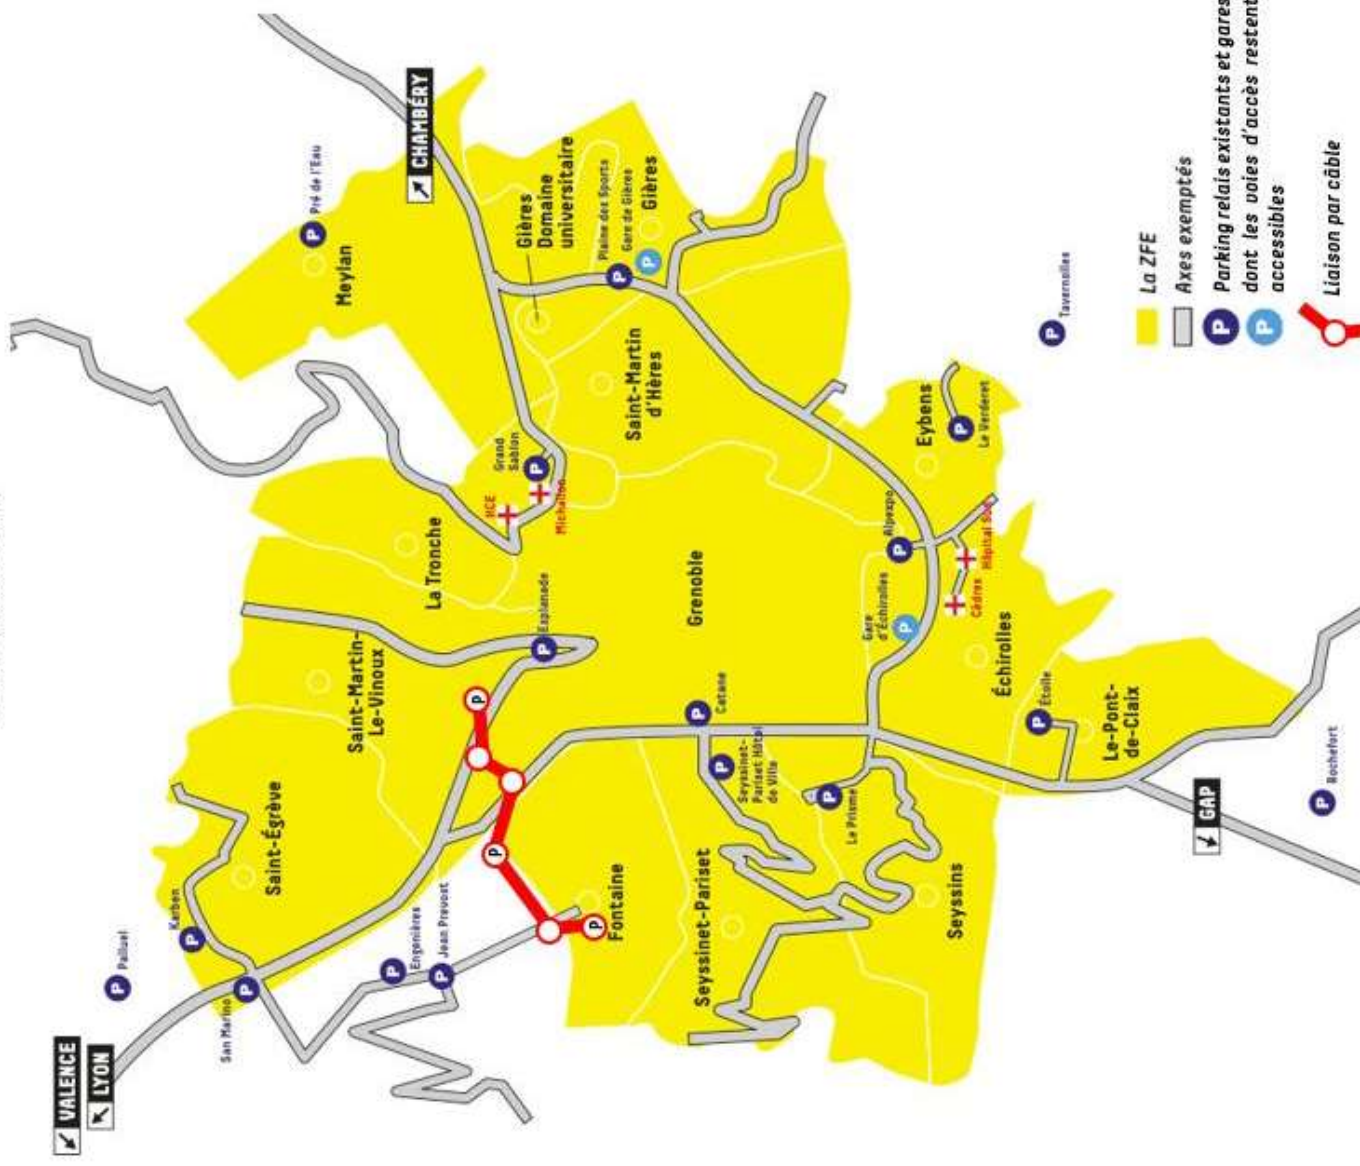 VALENCE
LYON
Palluel
Karben
San Marino
Saint-Égrève
Engenières
Jean Prevost
Saint-Martin-
Le-Vinoux
La Tronche
HCE
Michallon
Grand
Sablon
Esplanade
Meylan
Pré de l'Eau
CHAMBÉRY
Gières
Domaine
universitaire
Plaine des Sports
Gare de Gières
Gières
Saint-Martin
d'Hères
Grenoble
Fontaine
Catane
Seyssinet-
Pariset Hôtel
de Ville
Seyssinet-Pariset
Le Prisme
Seyssins
Gare
d'Échirolles
Alpexpo
Eybens
Le Verderet
Cèdres
Hôpital Sud
Échirolles
Étoile
Le-Pont-
de-Claix
Tavernolles
GAP
Rochefort
P
P
P
La ZFE
Axes exemptés
P Parking relais existants et gares
P dont les voies d'accès restent
accessibles
Liaison par câble